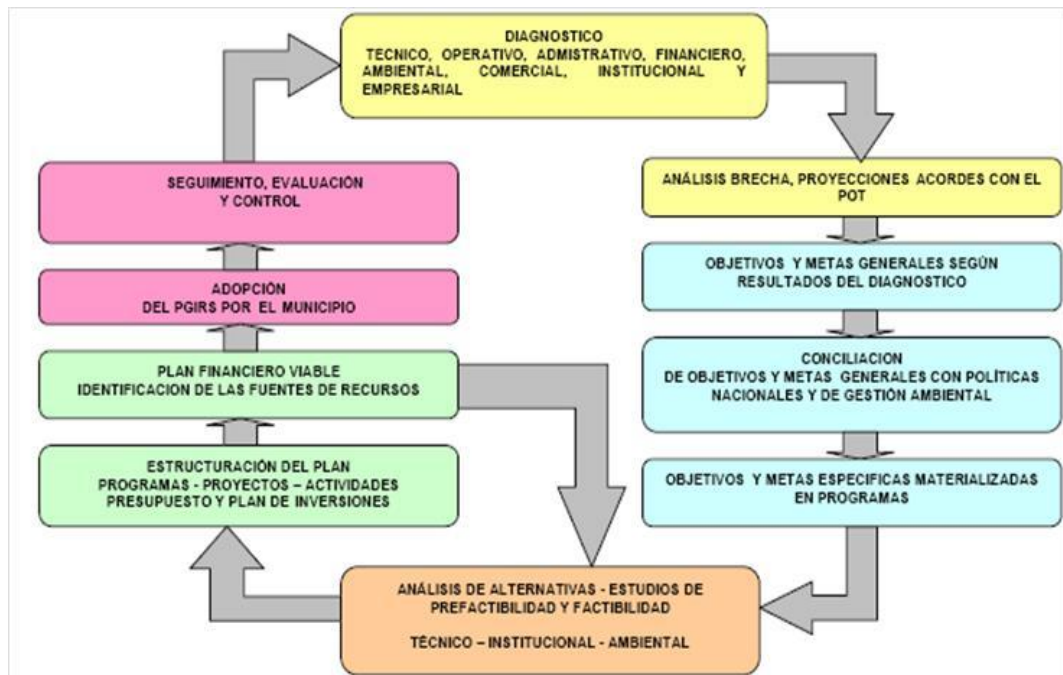 DIAGNOSTICO
TECNICO, OPERATIVO, ADMISTRATIVO, FINANCIERO,
AMBIENTAL, COMERCIAL, INSTITUCIONAL Y
EMPRESARIAL
ANÁLISIS BRECHA, PROYECCIONES ACORDES CON EL
POT
OBJETIVOS Y METAS GENERALES SEGÚN
RESULTADOS DEL DIAGNOSTICO
CONCILIACION
DE OBJETIVOS Y METAS GENERALES CON POLÍTICAS
NACIONALES Y DE GESTIÓN AMBIENTAL
OBJETIVOS Y METAS ESPECIFICAS MATERIALIZADAS
EN PROGRAMAS
ANÁLISIS DE ALTERNATIVAS - ESTUDIOS DE
PREFACTIBILIDAD Y FACTIBILIDAD
TÉCNICO – INSTITUCIONAL - AMBIENTAL
ESTRUCTURACIÓN DEL PLAN
PROGRAMAS - PROYECTOS – ACTIVIDADES
PRESUPUESTO Y PLAN DE INVERSIONES
PLAN FINANCIERO VIABLE
IDENTIFICACION DE LAS FUENTES DE RECURSOS
ADOPCIÓN
DEL PGIRS POR EL MUNICIPIO
SEGUIMIENTO, EVALUACIÓN
Y CONTROL